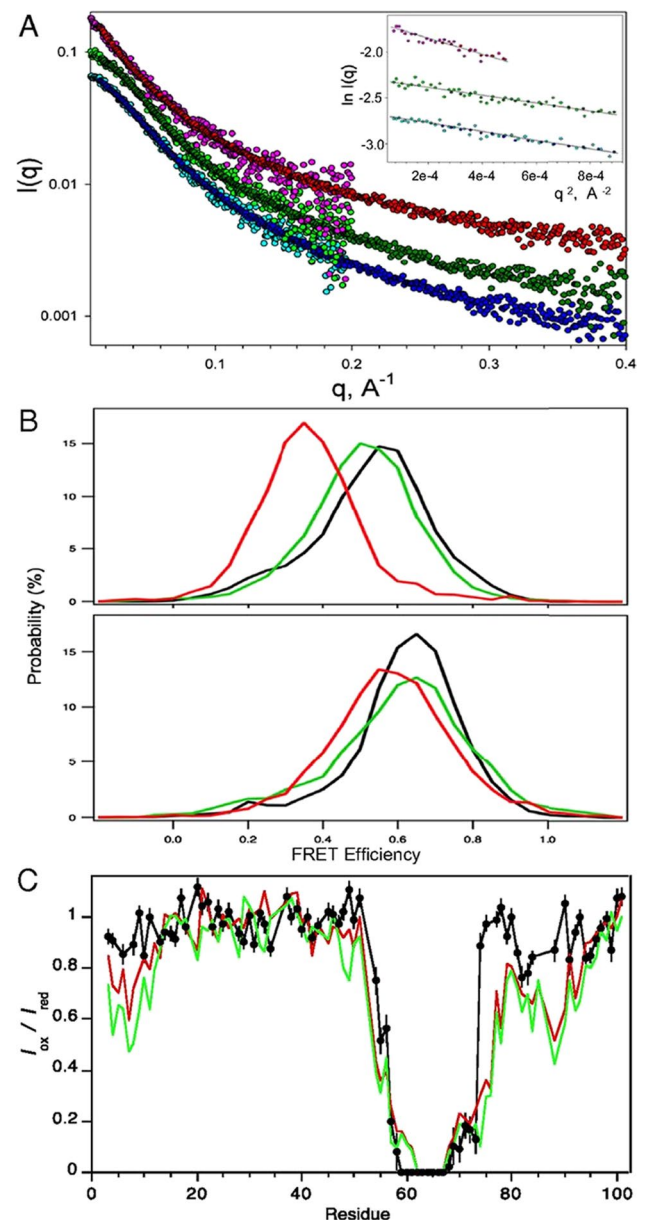 A
I(q)
0.1
0.01
0.001
0.1 0.2 0.3 0.4
q, A-1
ln I(q)
-2.0
-2.5
-3.0
2e-4 4e-4 6e-4 8e-4
q 2, A-2
B
Probability (%)
15
10
5
0
15
10
5
0
0.0 0.2 0.4 0.6 0.8 1.0
FRET Efficiency
C
Iox / Ired
1
0.8
0.6
0.4
0.2
0
0 20 40 60 80 100
Residue